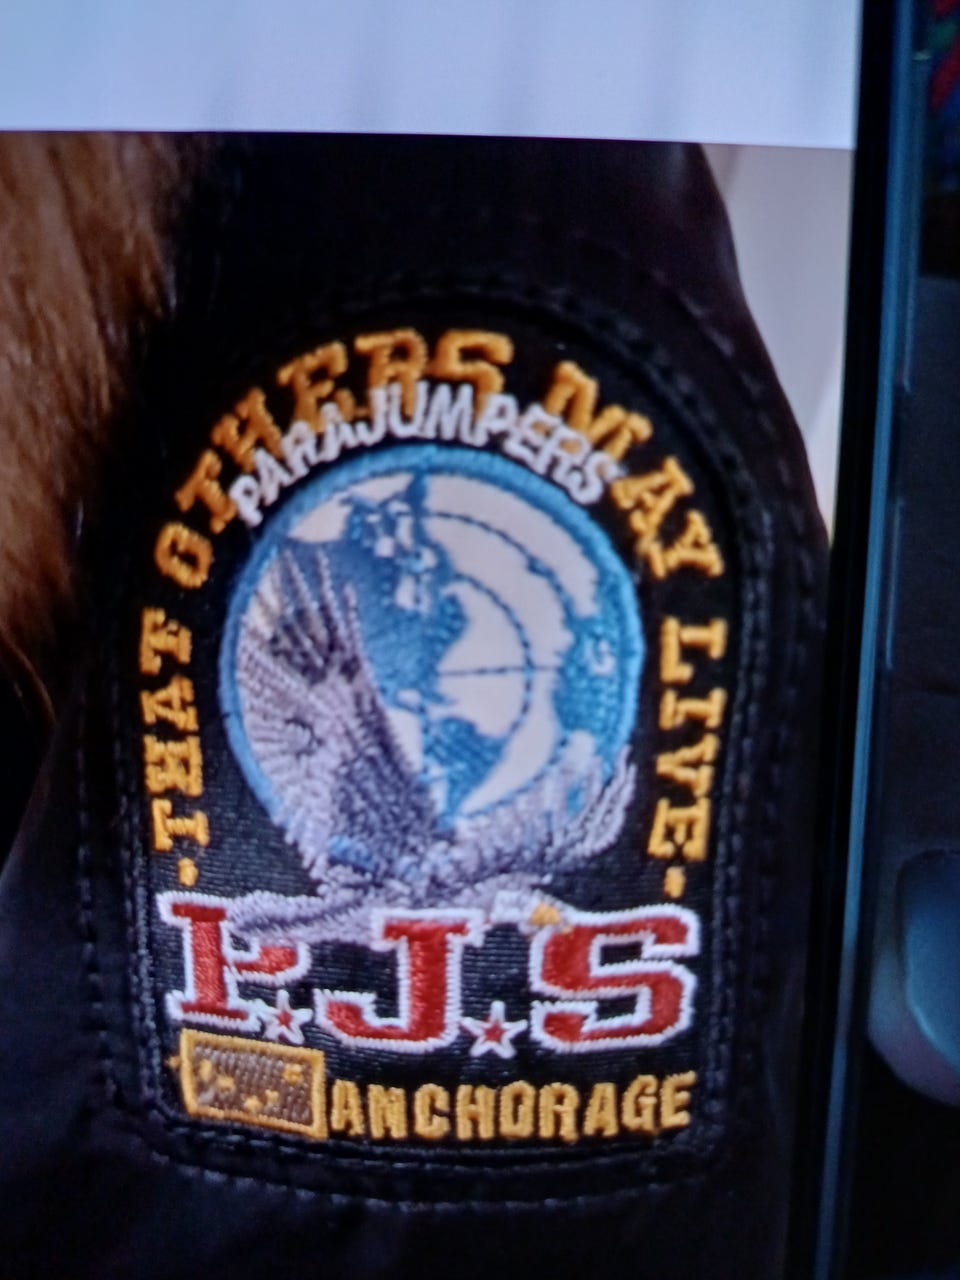 THAT OTHERS MAY LIVE
PARAJUMPERS
P.J.S
ANCHORAGE